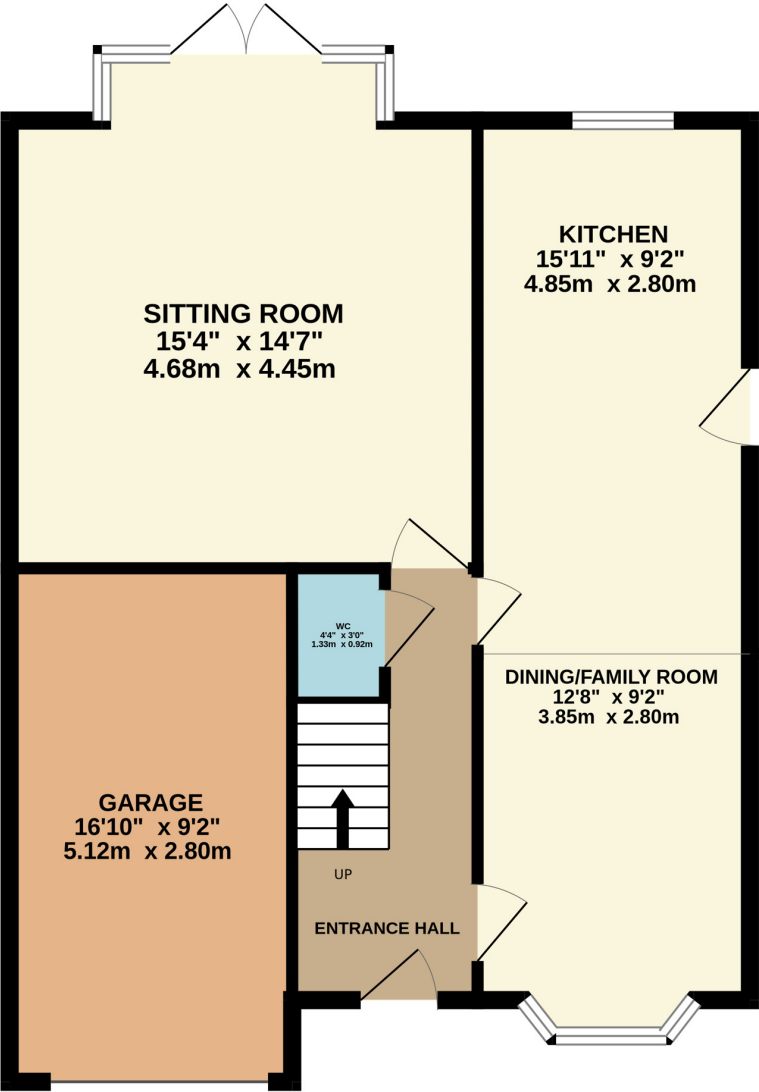 KITCHEN
15'11" x 9'2"
4.85m x 2.80m
SITTING ROOM
15'4" x 14'7"
4.68m x 4.45m
WC
4'4" x 3'0"
1.33m x 0.92m
DINING/FAMILY ROOM
12'8" x 9'2"
3.85m x 2.80m
GARAGE
16'10" x 9'2"
5.12m x 2.80m
UP
ENTRANCE HALL